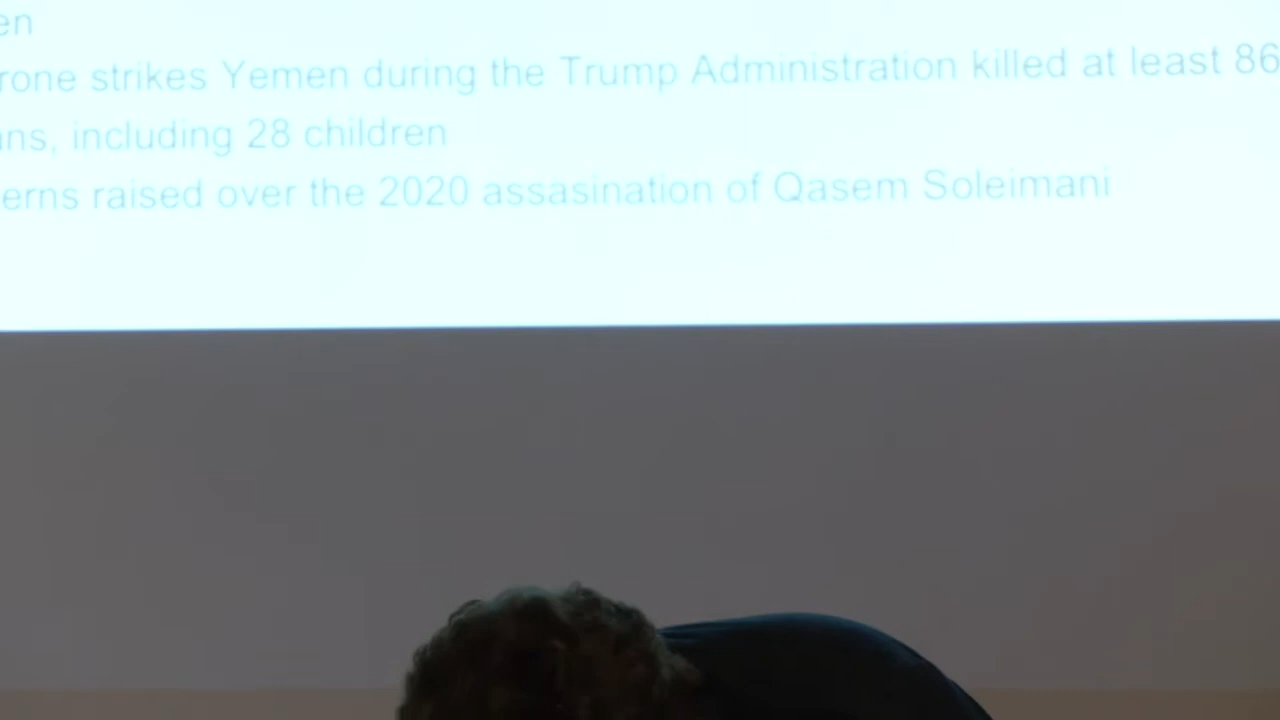 en
rone strikes Yemen during the Trump Administration killed at least 86
ans, including 28 children
erns raised over the 2020 assasination of Qasem Soleimani